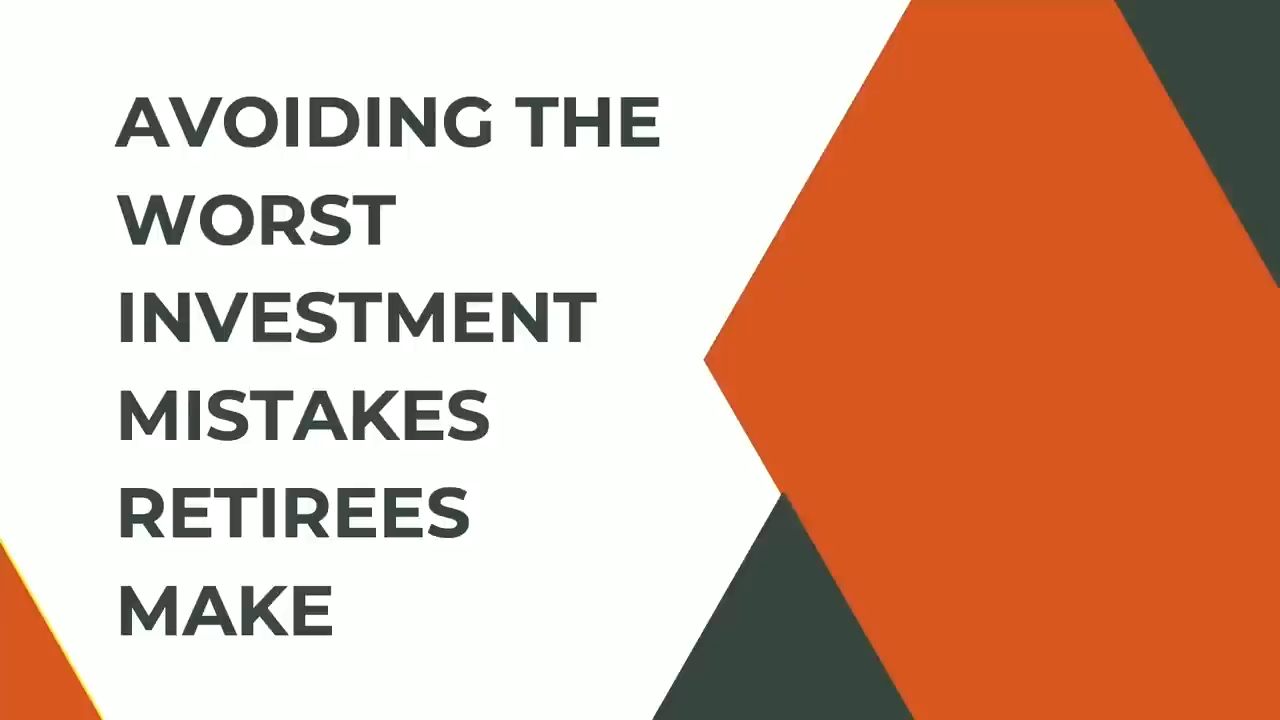 AVOIDING THE
WORST
INVESTMENT
MISTAKES
RETIREES
MAKE